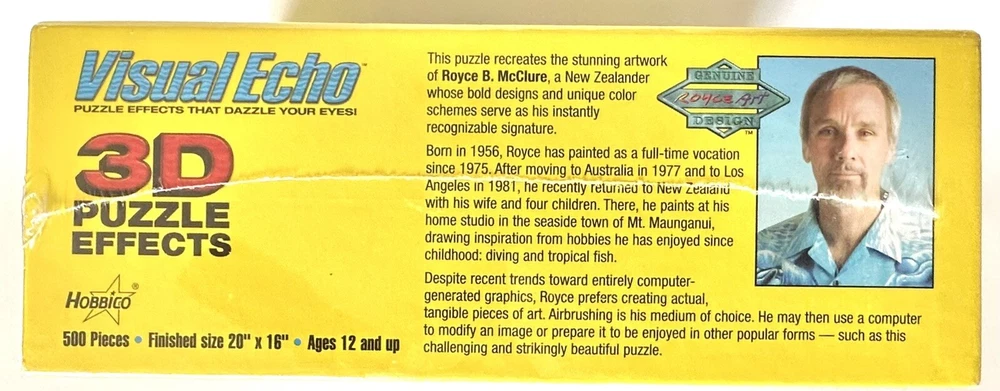 Visual Echo™
PUZZLE EFFECTS THAT DAZZLE YOUR EYES!
3D
PUZZLE
EFFECTS
HOBBICO®
500 Pieces • Finished size 20" x 16" • Ages 12 and up
This puzzle recreates the stunning artwork
of Royce B. McClure, a New Zealander
whose bold designs and unique color
schemes serve as his instantly
recognizable signature.
GENUINE
ROYCE ART
DESIGN™
Born in 1956, Royce has painted as a full-time vocation
since 1975. After moving to Australia in 1977 and to Los
Angeles in 1981, he recently returned to New Zealand
with his wife and four children. There, he paints at his
home studio in the seaside town of Mt. Maunganui,
drawing inspiration from hobbies he has enjoyed since
childhood: diving and tropical fish.
Despite recent trends toward entirely computer-
generated graphics, Royce prefers creating actual,
tangible pieces of art. Airbrushing is his medium of choice. He may then use a computer
to modify an image or prepare it to be enjoyed in other popular forms — such as this
challenging and strikingly beautiful puzzle.